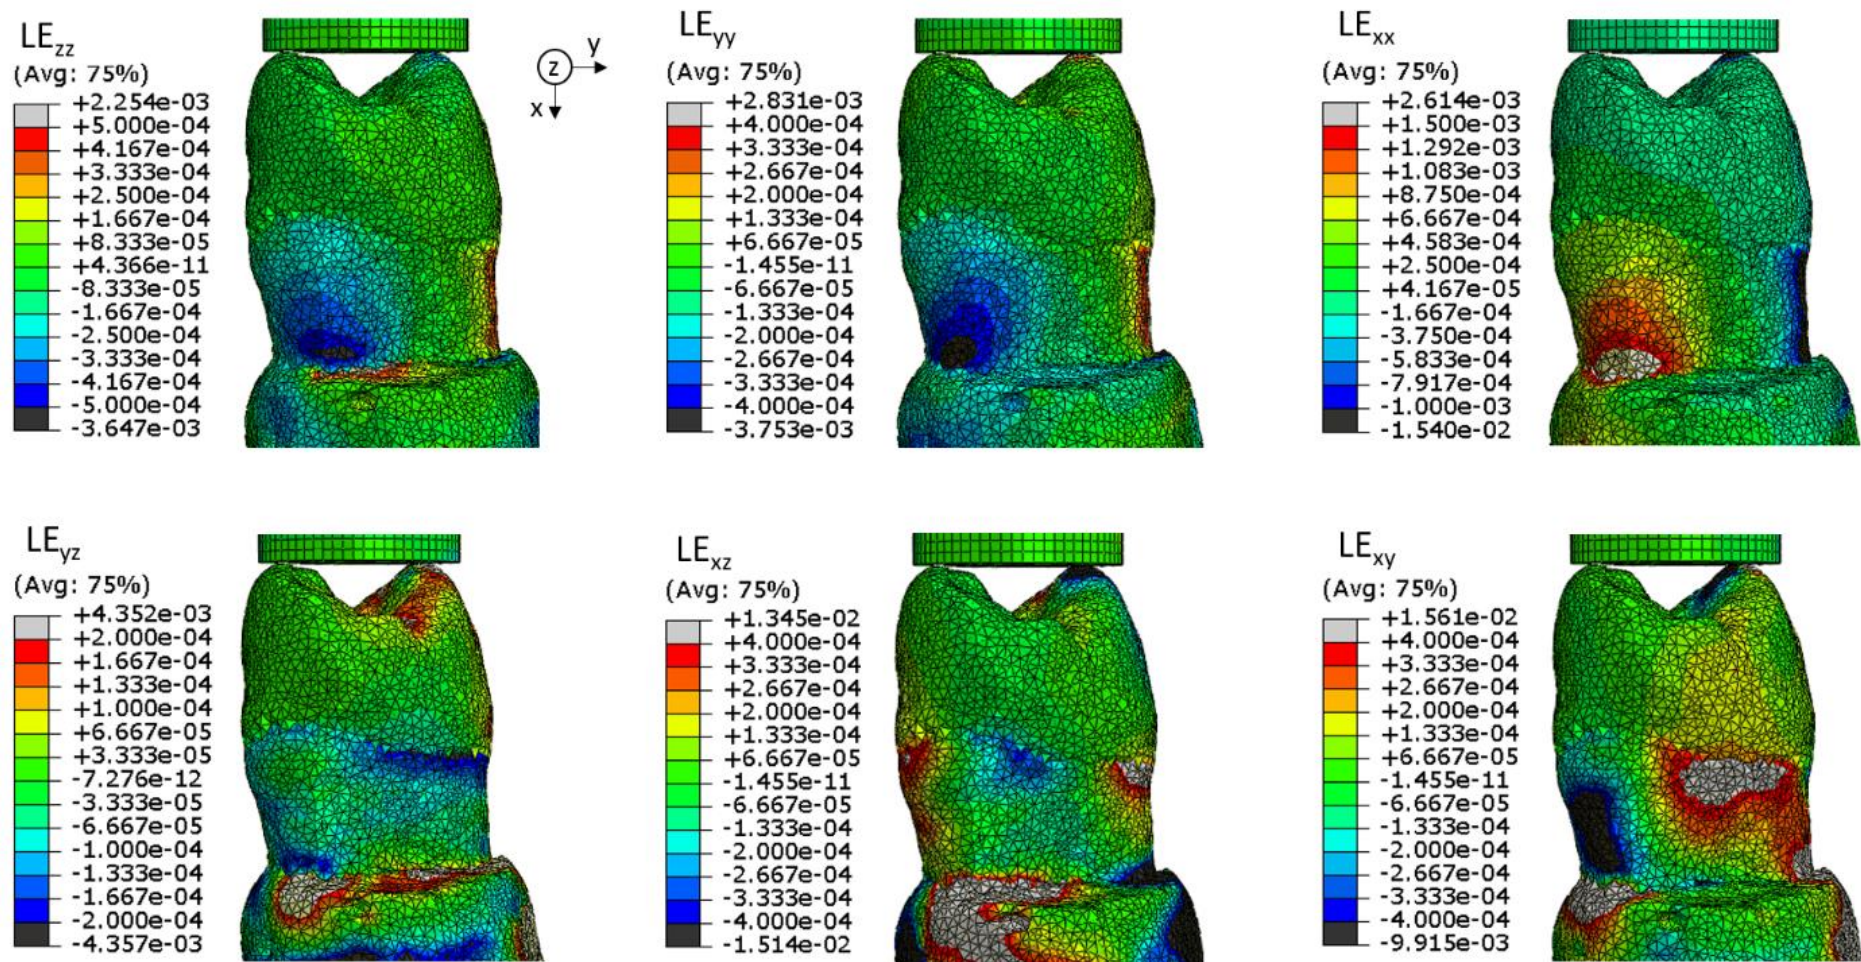 LEzz
(Avg: 75%)
+2.254e-03
+5.000e-04
+4.167e-04
+3.333e-04
+2.500e-04
+1.667e-04
+8.333e-05
+4.366e-11
-8.333e-05
-1.667e-04
-2.500e-04
-3.333e-04
-4.167e-04
-5.000e-04
-3.647e-03
z
y
x
LEyy
(Avg: 75%)
+2.831e-03
+4.000e-04
+3.333e-04
+2.667e-04
+2.000e-04
+1.333e-04
+6.667e-05
-1.455e-11
-6.667e-05
-1.333e-04
-2.000e-04
-2.667e-04
-3.333e-04
-4.000e-04
-3.753e-03
LExx
(Avg: 75%)
+2.614e-03
+1.500e-03
+1.292e-03
+1.083e-03
+8.750e-04
+6.667e-04
+4.583e-04
+2.500e-04
+4.167e-05
-1.667e-04
-3.750e-04
-5.833e-04
-7.917e-04
-1.000e-03
-1.540e-02
LEyz
(Avg: 75%)
+4.352e-03
+2.000e-04
+1.667e-04
+1.333e-04
+1.000e-04
+6.667e-05
+3.333e-05
-7.276e-12
-3.333e-05
-6.667e-05
-1.000e-04
-1.333e-04
-1.667e-04
-2.000e-04
-4.357e-03
LExz
(Avg: 75%)
+1.345e-02
+4.000e-04
+3.333e-04
+2.667e-04
+2.000e-04
+1.333e-04
+6.667e-05
-1.455e-11
-6.667e-05
-1.333e-04
-2.000e-04
-2.667e-04
-3.333e-04
-4.000e-04
-1.514e-02
LExy
(Avg: 75%)
+1.561e-02
+4.000e-04
+3.333e-04
+2.667e-04
+2.000e-04
+1.333e-04
+6.667e-05
-1.455e-11
-6.667e-05
-1.333e-04
-2.000e-04
-2.667e-04
-3.333e-04
-4.000e-04
-9.915e-03